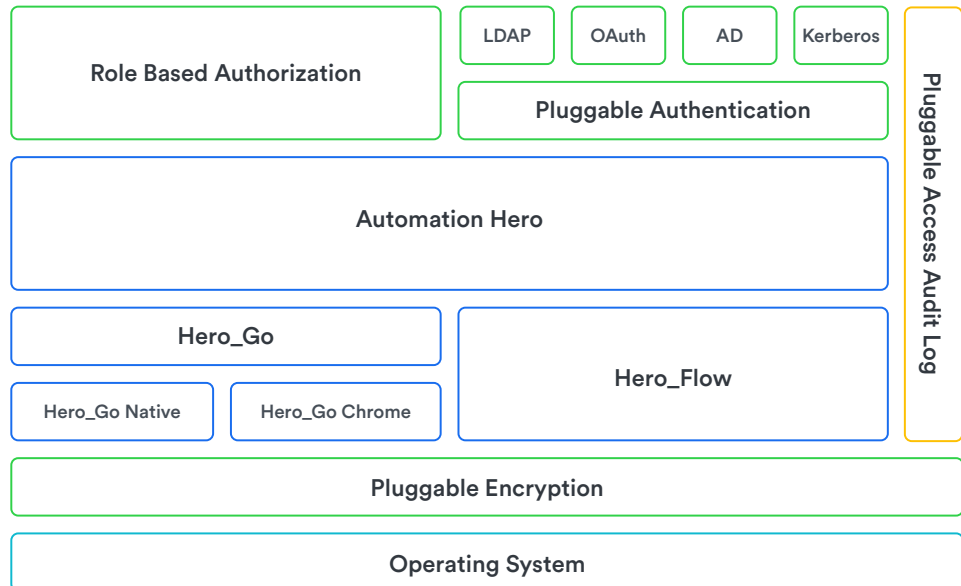 LDAP
OAuth
AD
Kerberos
Role Based Authorization
Pluggable Authentication
Pluggable Access Audit Log
Automation Hero
Hero_Go
Hero_Flow
Hero_Go Native
Hero_Go Chrome
Pluggable Encryption
Operating System